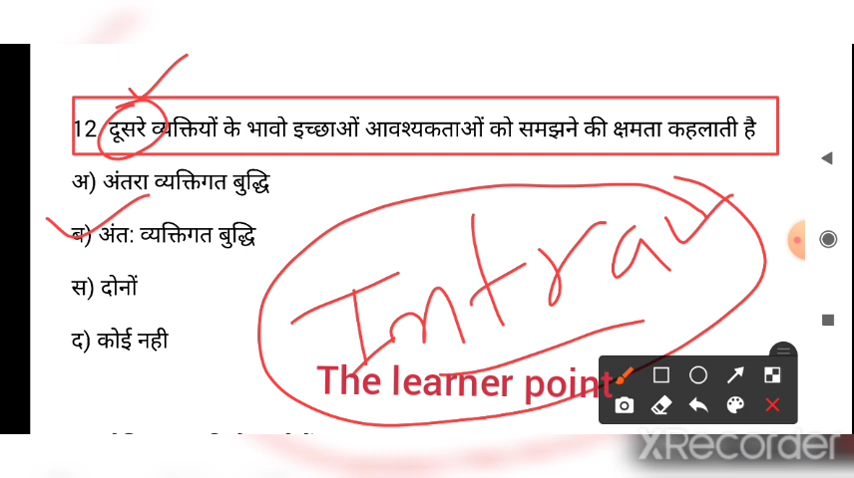 12 दूसरे व्यक्तियों के भावो इच्छाओं आवश्यकताओं को समझने की क्षमता कहलाती है
अ) अंतरा व्यक्तिगत बुद्धि
ब) अंत: व्यक्तिगत बुद्धि
स) दोनों
द) कोई नही
Intra
The learner point
XRecorder